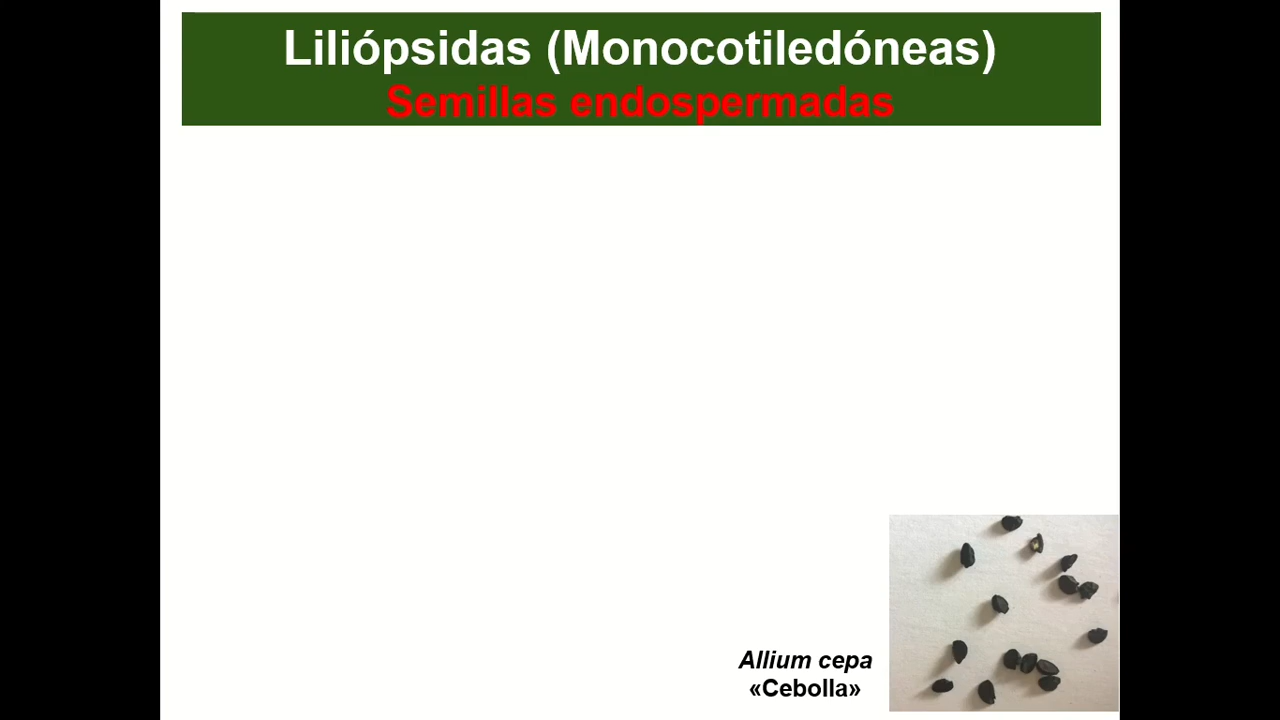 Liliópsidas (Monocotiledóneas)
Semillas endospermadas
Allium cepa
«Cebolla»